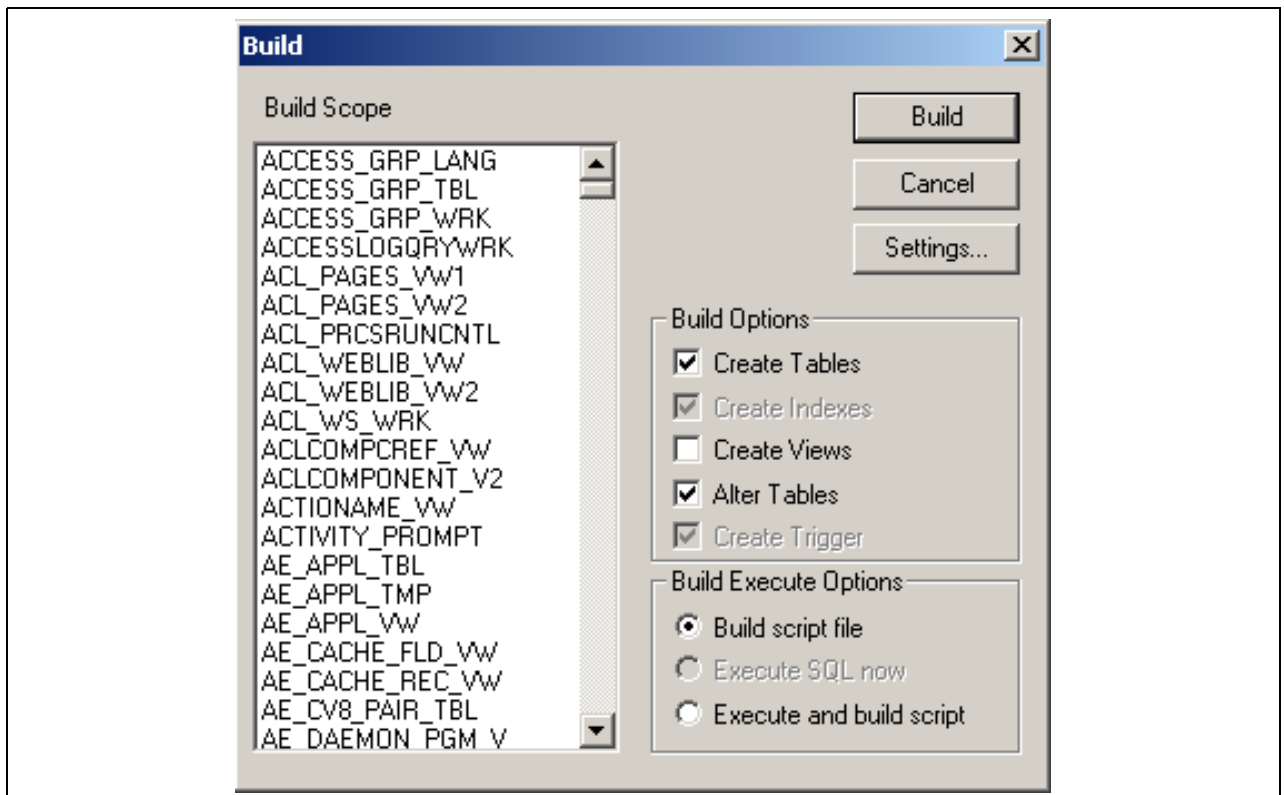 Build
Build Scope
ACCESS_GRP_LANG
ACCESS_GRP_TBL
ACCESS_GRP_WRK
ACCESSLOGQRYWRK
ACL_PAGES_VW1
ACL_PAGES_VW2
ACL_PRCSRUNCNTL
ACL_WEBLIB_VW
ACL_WEBLIB_VW2
ACL_WS_WRK
ACLCOMPCREF_VW
ACLCOMPONENT_V2
ACTIONAME_VW
ACTIVITY_PROMPT
AE_APPL_TBL
AE_APPL_TMP
AE_APPL_VW
AE_CACHE_FLD_VW
AE_CACHE_REC_VW
AE_CV8_PAIR_TBL
AE_DAEMON_PGM_V
Build
Cancel
Settings...
Build Options
Create Tables
Create Indexes
Create Views
Alter Tables
Create Trigger
Build Execute Options
Build script file
Execute SQL now
Execute and build script